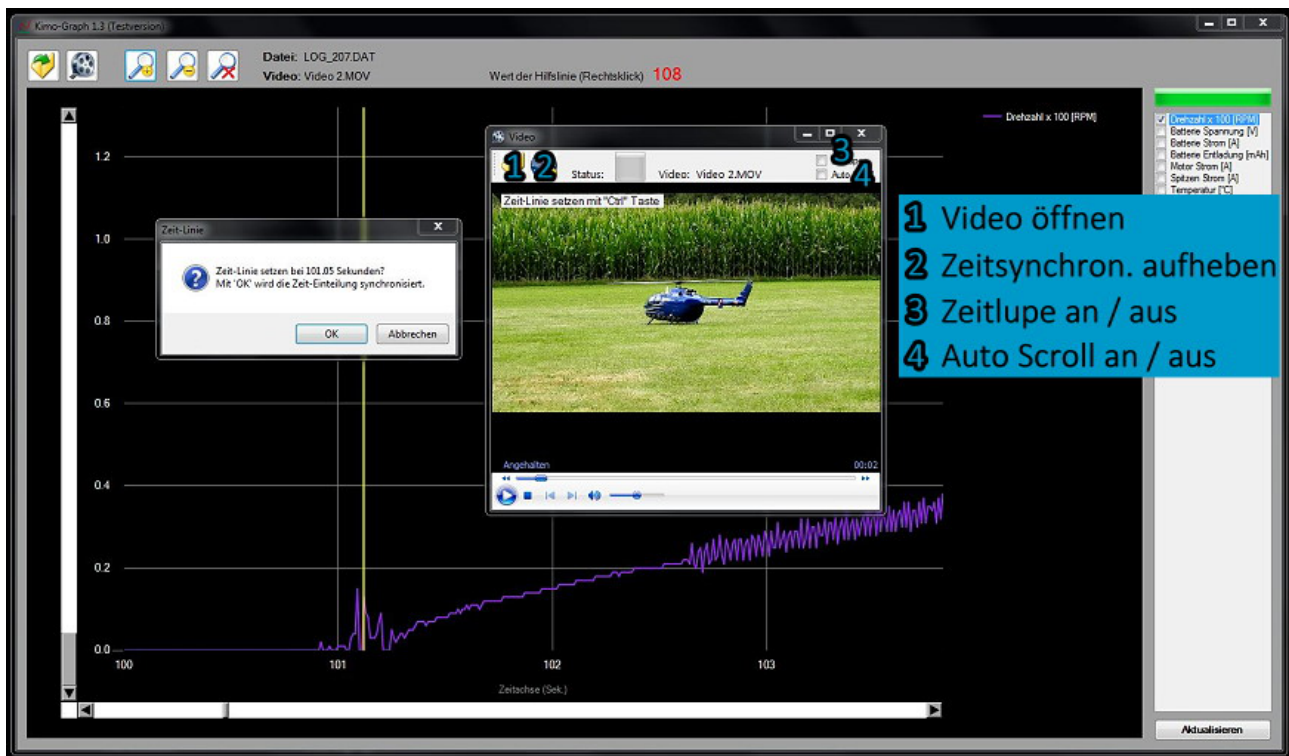 Kimo-Graph 1.3 (Testversion)
Datei: LOG_207.DAT
Video: Video 2.MOV
Wert der Hilfslinie (Rechtsklick) 108
Drehzahl x 100 [RPM]
Drehzahl x 100 [RPM]
Batterie Spannung [V]
Batterie Strom [A]
Batterie Entladung [mAh]
Motor Strom [A]
Spitzen Strom [A]
Temperatur [°C]
Video
1 2 Status: Video: Video 2.MOV
3
Auto 4
Zeit-Linie setzen mit "Ctrl" Taste
Angehalten 00:02
Zeit-Linie
Zeit-Linie setzen bei 101.05 Sekunden?
Mit 'OK' wird die Zeit-Einteilung synchronisiert.
OK Abbrechen
1 Video öffnen
2 Zeitsynchron. aufheben
3 Zeitlupe an / aus
4 Auto Scroll an / aus
1.2
1.0
0.8
0.6
0.4
0.2
0.0
100 101 102 103
Zeitachse (Sek.)
Aktualisieren